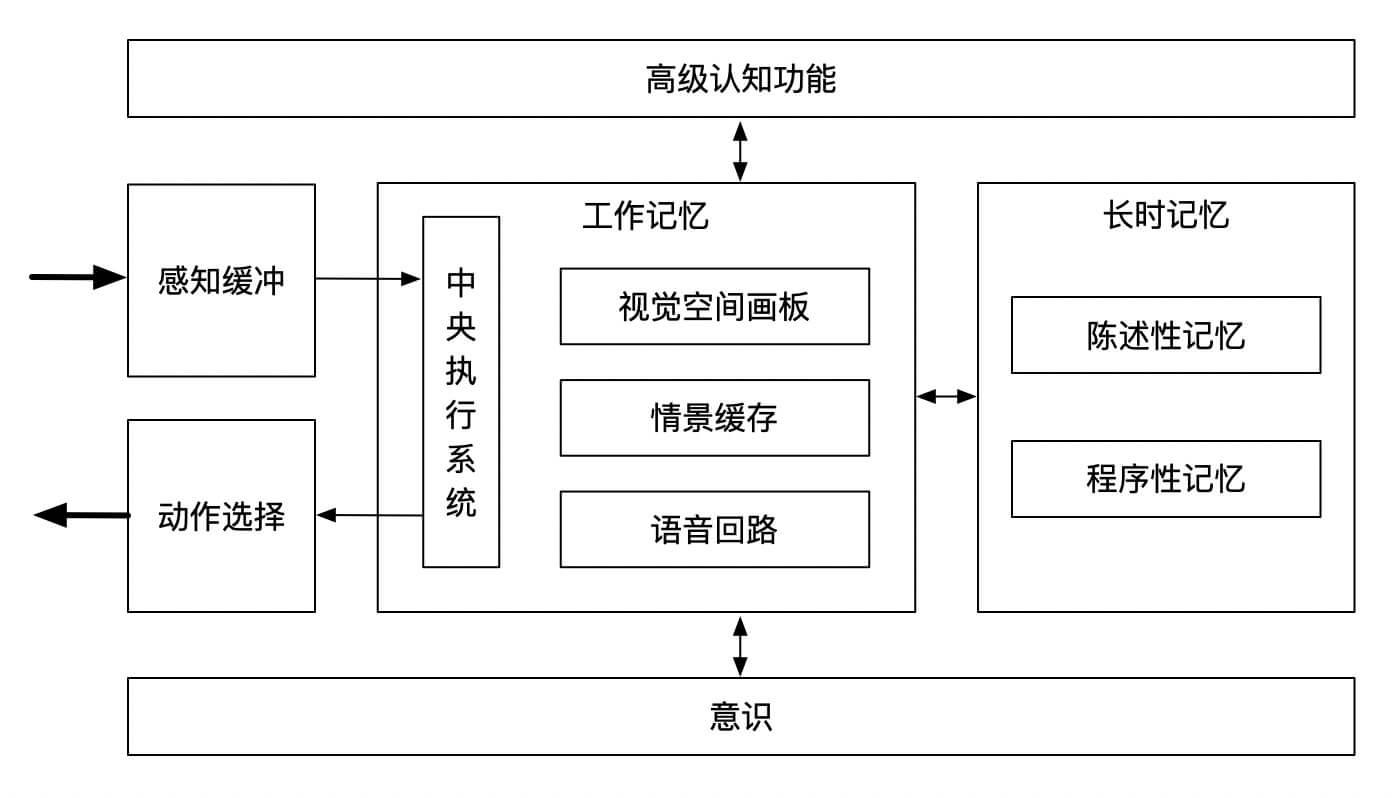 高级认知功能
感知缓冲
动作选择
中央执行系统
工作记忆
视觉空间画板
情景缓存
语音回路
长时记忆
陈述性记忆
程序性记忆
意识